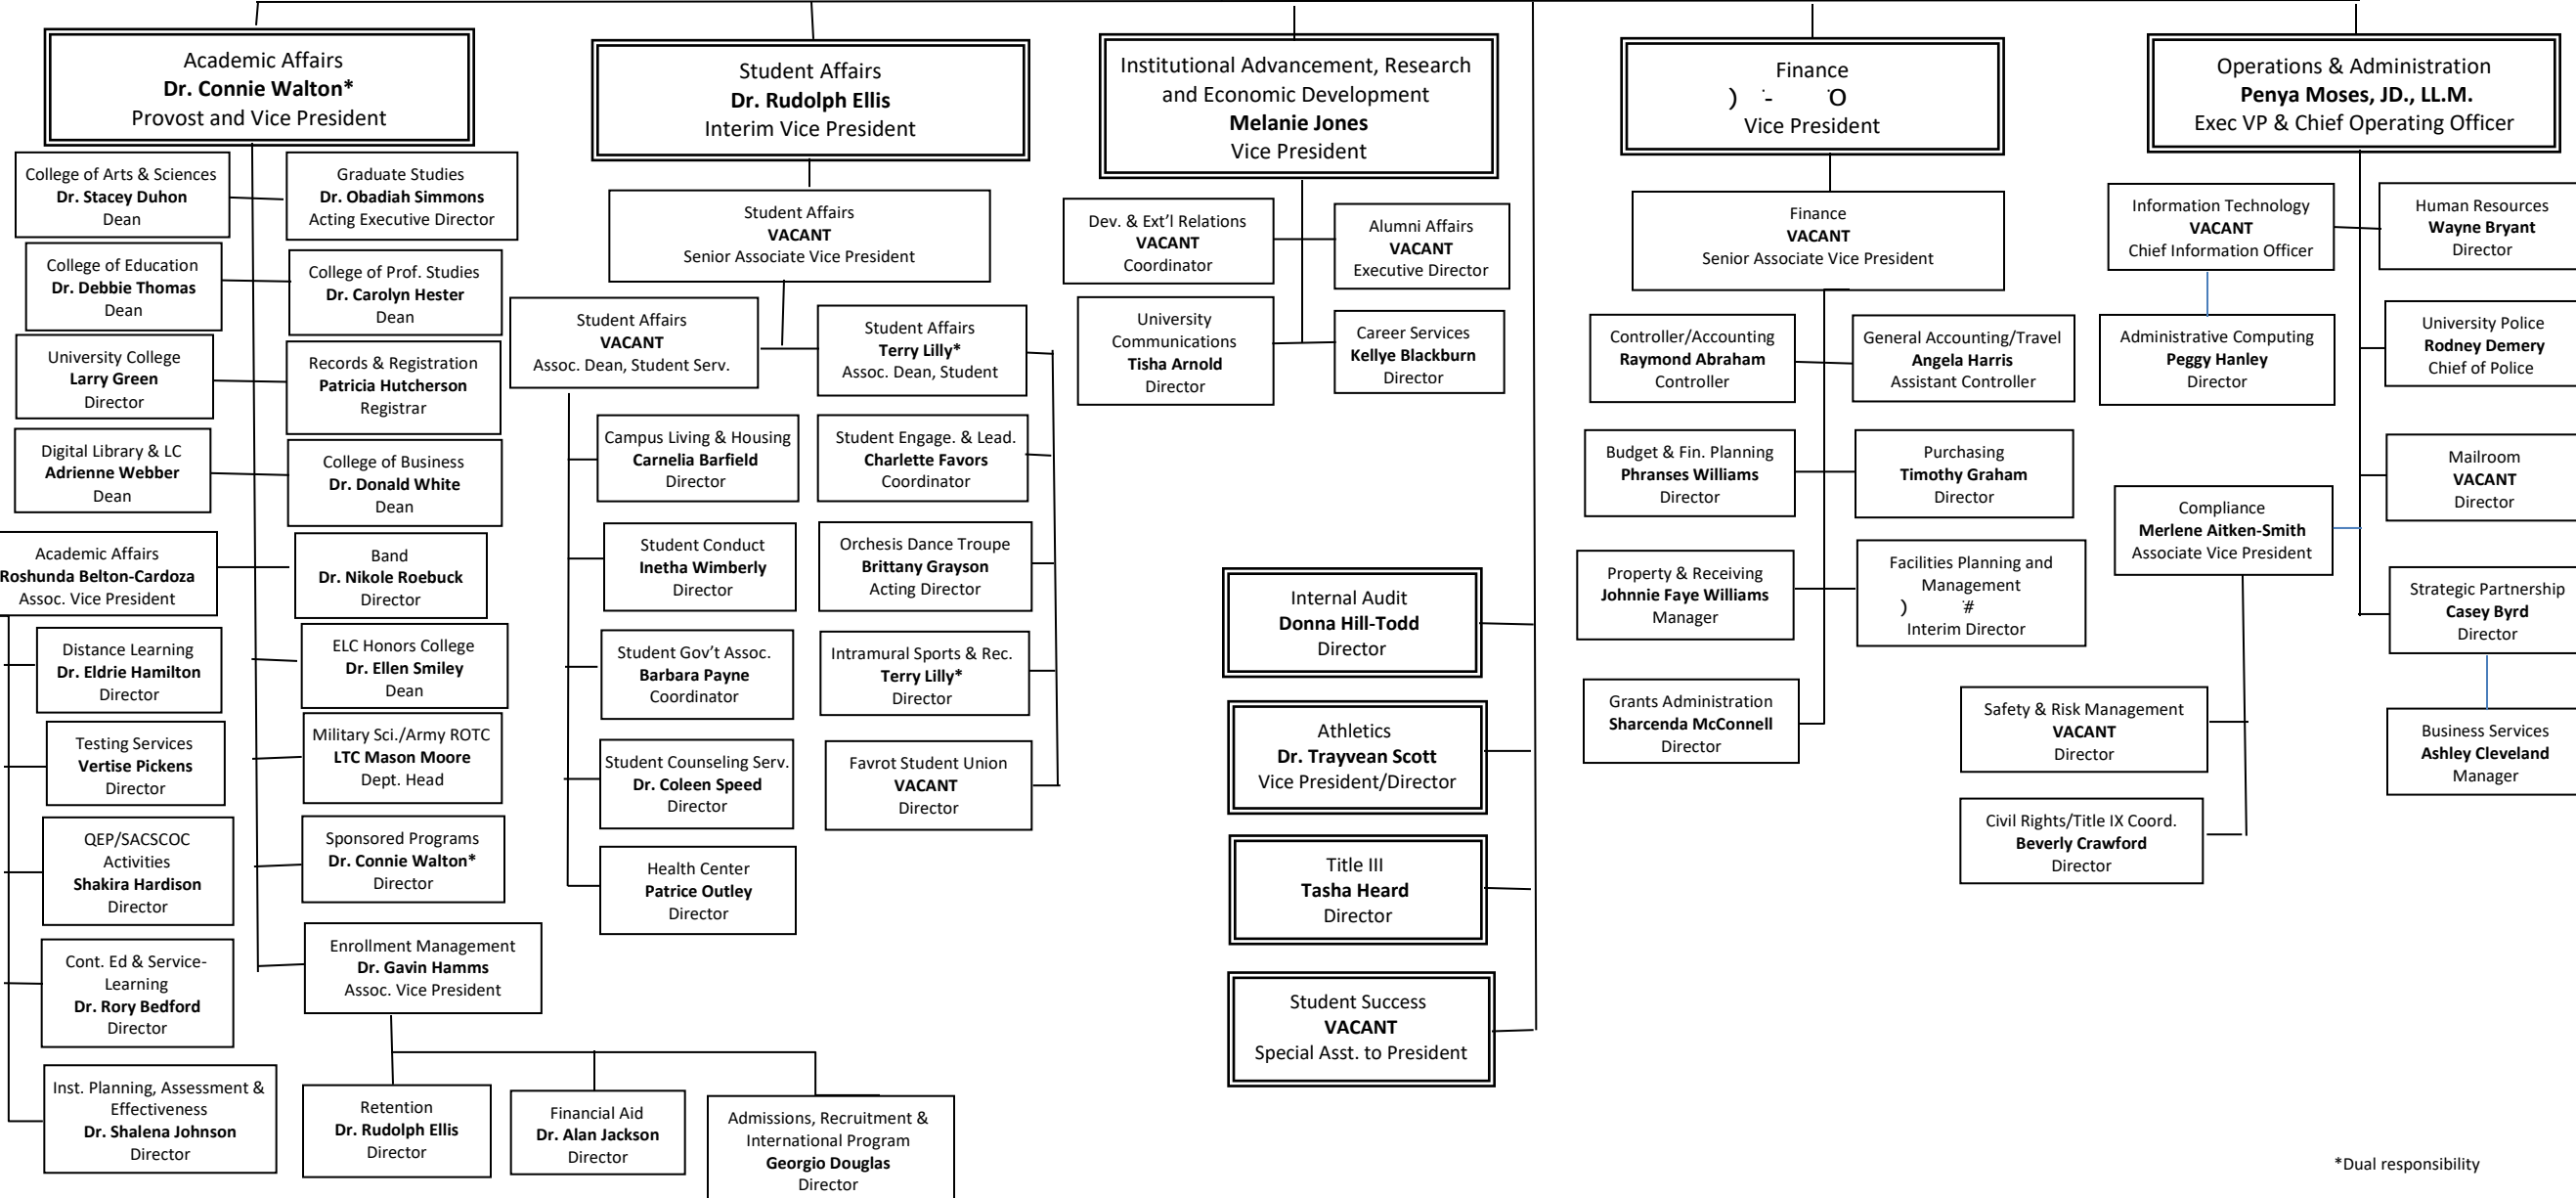 Academic Affairs
Dr. Connie Walton*
Provost and Vice President
College of Arts & Sciences
Dr. Stacey Duhon
Dean
Graduate Studies
Dr. Obadiah Simmons
Acting Executive Director
College of Education
Dr. Debbie Thomas
Dean
College of Prof. Studies
Dr. Carolyn Hester
Dean
University College
Larry Green
Director
Records & Registration
Patricia Hutcherson
Registrar
Digital Library & LC
Adrienne Webber
Dean
College of Business
Dr. Donald White
Dean
Academic Affairs
Roshunda Belton-Cardoza
Assoc. Vice President
Band
Dr. Nikole Roebuck
Director
Distance Learning
Dr. Eldrie Hamilton
Director
ELC Honors College
Dr. Ellen Smiley
Dean
Testing Services
Vertise Pickens
Director
Military Sci./Army ROTC
LTC Mason Moore
Dept. Head
QEP/SACSCOC
Activities
Shakira Hardison
Director
Sponsored Programs
Dr. Connie Walton*
Director
Cont. Ed & Service-
Learning
Dr. Rory Bedford
Director
Enrollment Management
Dr. Gavin Hamms
Assoc. Vice President
Inst. Planning, Assessment &
Effectiveness
Dr. Shalena Johnson
Director
Retention
Dr. Rudolph Ellis
Director
Financial Aid
Dr. Alan Jackson
Director
Admissions, Recruitment &
International Program
Georgio Douglas
Director
Student Affairs
Dr. Rudolph Ellis
Interim Vice President
Student Affairs
VACANT
Senior Associate Vice President
Student Affairs
VACANT
Assoc. Dean, Student Serv.
Student Affairs
Terry Lilly*
Assoc. Dean, Student
Campus Living & Housing
Carnelia Barfield
Director
Student Engage. & Lead.
Charlette Favors
Coordinator
Student Conduct
Inetha Wimberly
Director
Orchesis Dance Troupe
Brittany Grayson
Acting Director
Student Gov't Assoc.
Barbara Payne
Coordinator
Intramural Sports & Rec.
Terry Lilly*
Director
Student Counseling Serv.
Dr. Coleen Speed
Director
Favrot Student Union
VACANT
Director
Health Center
Patrice Outley
Director
Institutional Advancement, Research
and Economic Development
Melanie Jones
Vice President
Dev. & Ext'l Relations
VACANT
Coordinator
Alumni Affairs
VACANT
Executive Director
University
Communications
Tisha Arnold
Director
Career Services
Kellye Blackburn
Director
Internal Audit
Donna Hill-Todd
Director
Athletics
Dr. Trayvean Scott
Vice President/Director
Title III
Tasha Heard
Director
Student Success
VACANT
Special Asst. to President
Finance
Vice President
Finance
VACANT
Senior Associate Vice President
Controller/Accounting
Raymond Abraham
Controller
General Accounting/Travel
Angela Harris
Assistant Controller
Budget & Fin. Planning
Phranses Williams
Director
Purchasing
Timothy Graham
Director
Property & Receiving
Johnnie Faye Williams
Manager
Facilities Planning and
Management
Interim Director
Grants Administration
Sharcenda McConnell
Director
Operations & Administration
Penya Moses, JD., LL.M.
Exec VP & Chief Operating Officer
Information Technology
VACANT
Chief Information Officer
Human Resources
Wayne Bryant
Director
Administrative Computing
Peggy Hanley
Director
University Police
Rodney Demery
Chief of Police
Mailroom
VACANT
Director
Compliance
Merlene Aitken-Smith
Associate Vice President
Strategic Partnership
Casey Byrd
Director
Safety & Risk Management
VACANT
Director
Business Services
Ashley Cleveland
Manager
Civil Rights/Title IX Coord.
Beverly Crawford
Director
*Dual responsibility